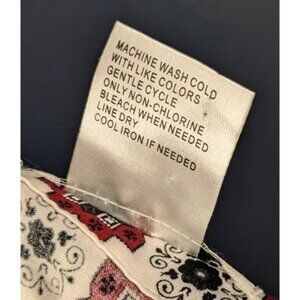 MACHINE WASH COLD
WITH LIKE COLORS
GENTLE CYCLE
ONLY NON-CHLORINE
BLEACH WHEN NEEDED
LINE DRY
COOL IRON IF NEEDED